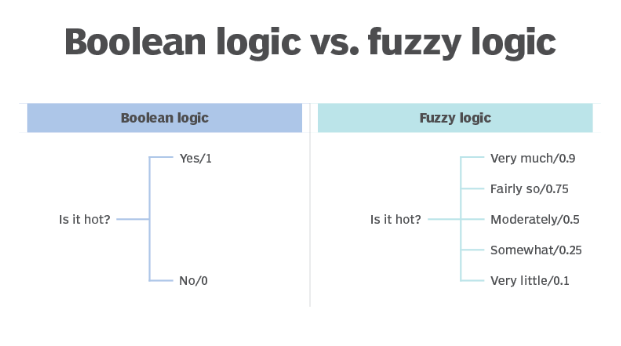 Boolean logic vs. fuzzy logic
Boolean logic
Is it hot?
Yes/1
No/0
Fuzzy logic
Is it hot?
Very much/0.9
Fairly so/0.75
Moderately/0.5
Somewhat/0.25
Very little/0.1